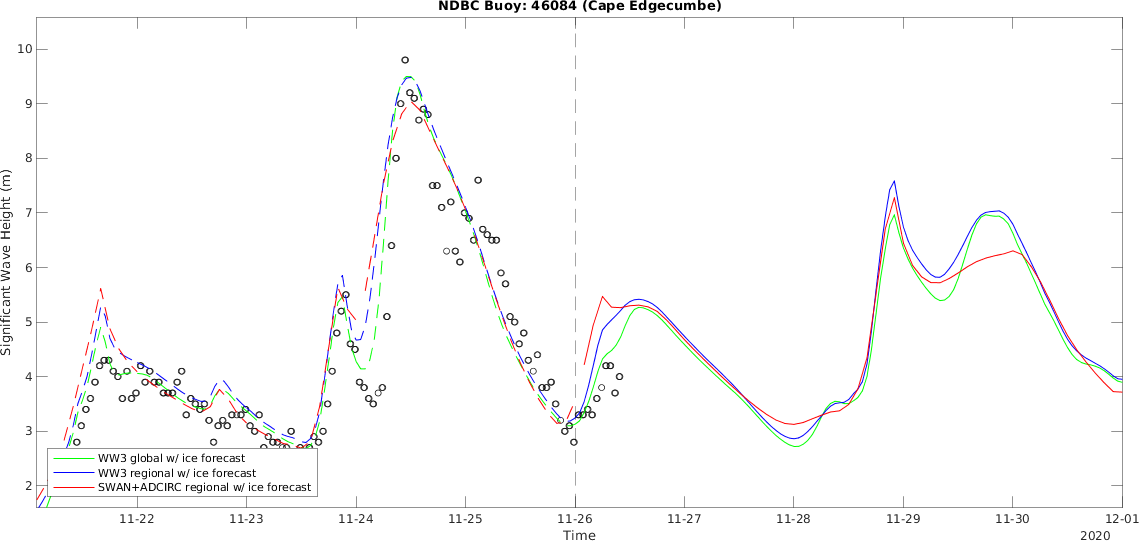 NDBC Buoy: 46084 (Cape Edgecumbe)
10
9
8
7
6
5
4
3
2
Significant Wave Height (m)
WW3 global w/ ice forecast
WW3 regional w/ ice forecast
SWAN+ADCIRC regional w/ ice forecast
11-22 11-23 11-24 11-25 11-26 11-27 11-28 11-29 11-30 12-01
Time
2020